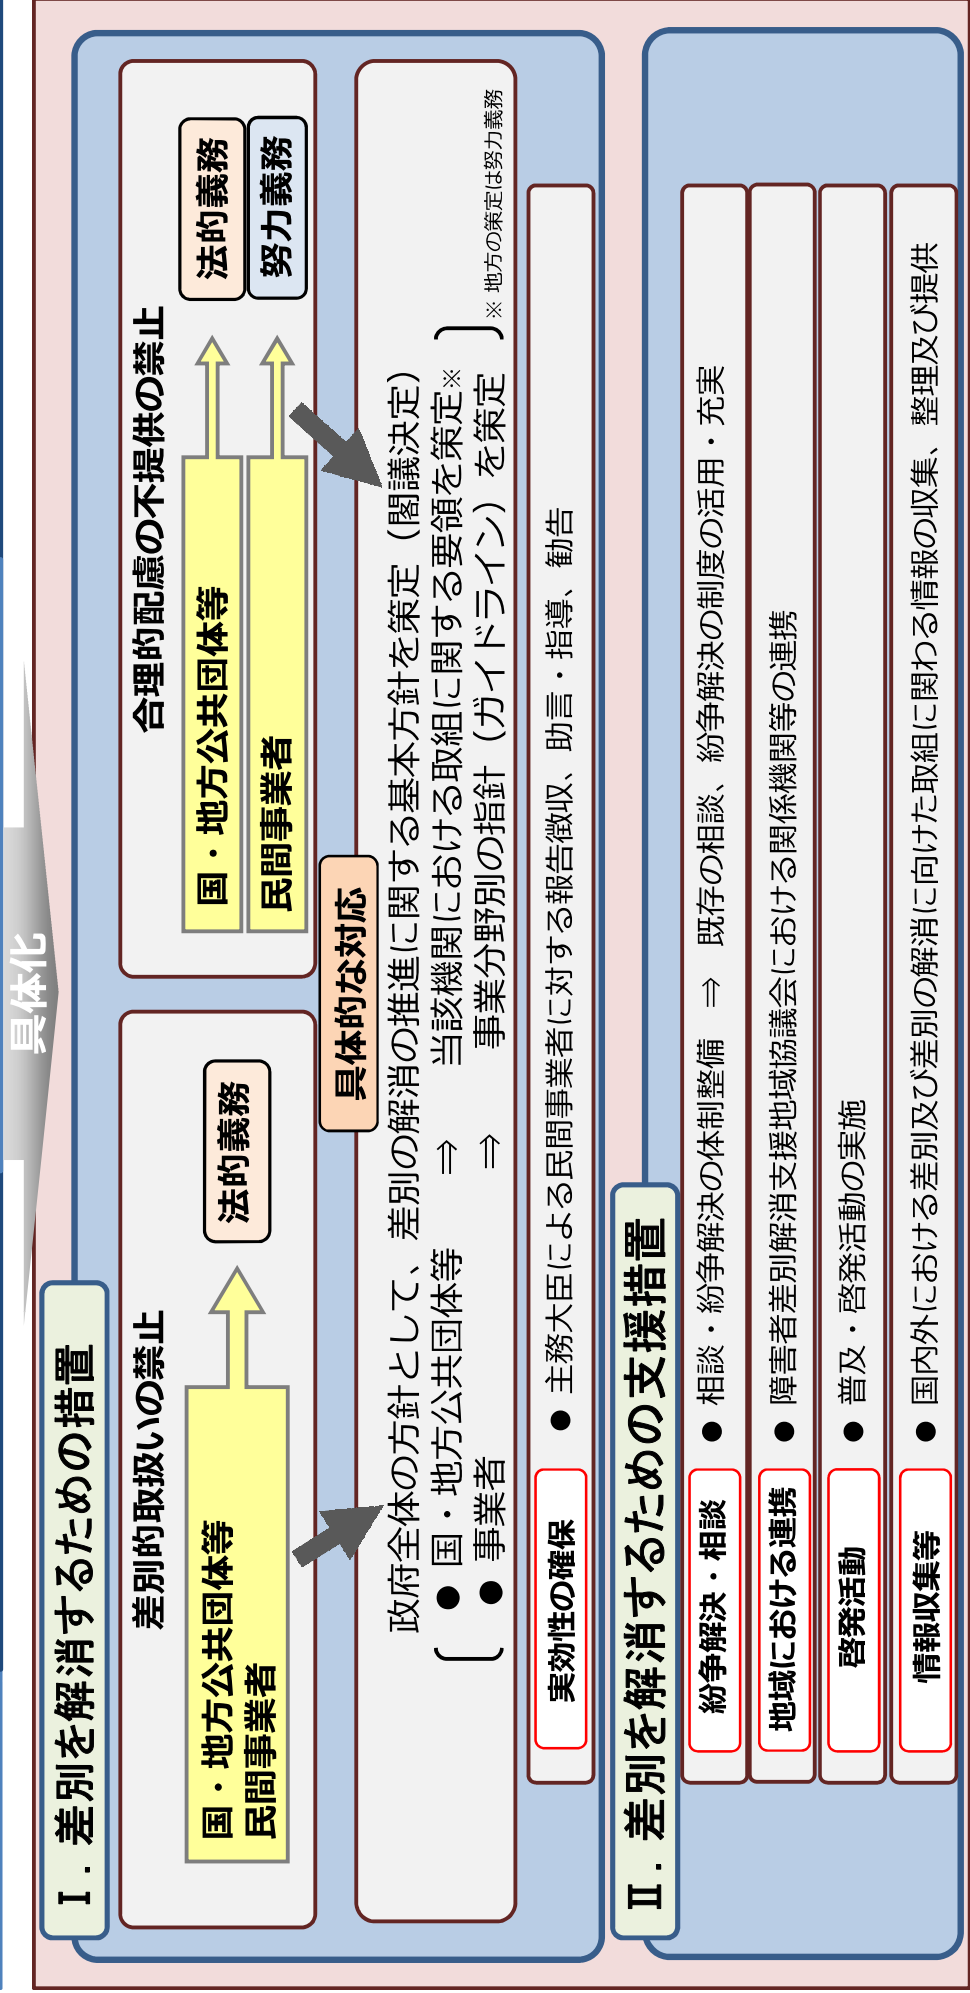 具体化
Ⅰ．差別を解消するための措置
差別的取扱いの禁止
国・地方公共団体等
民間事業者
法的義務
合理的配慮の不提供の禁止
国・地方公共団体等
法的義務
民間事業者
努力義務
具体的な対応
政府全体の方針として、差別の解消の推進に関する基本方針を策定（閣議決定）
● 国・地方公共団体等 ⇒ 当該機関における取組に関する要領を策定※
● 事業者 ⇒ 事業分野別の指針（ガイドライン）を策定
※ 地方の策定は努力義務
実効性の確保
● 主務大臣による民間事業者に対する報告徴収、助言・指導、勧告
Ⅱ．差別を解消するための支援措置
紛争解決・相談
● 相談・紛争解決の体制整備 ⇒ 既存の相談、紛争解決の制度の活用・充実
地域における連携
● 障害者差別解消支援地域協議会における関係機関等の連携
啓発活動
● 普及・啓発活動の実施
情報収集等
● 国内外における差別及び差別の解消に向けた取組に関わる情報の収集、整理及び提供